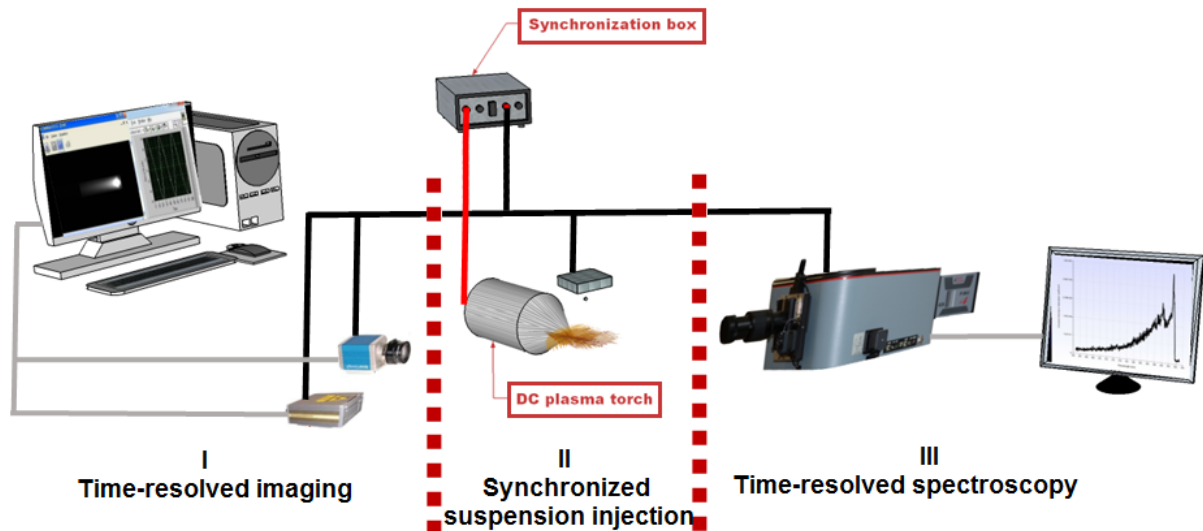 Synchronization box
DC plasma torch
I
Time-resolved imaging
II
Synchronized
suspension injection
III
Time-resolved spectroscopy